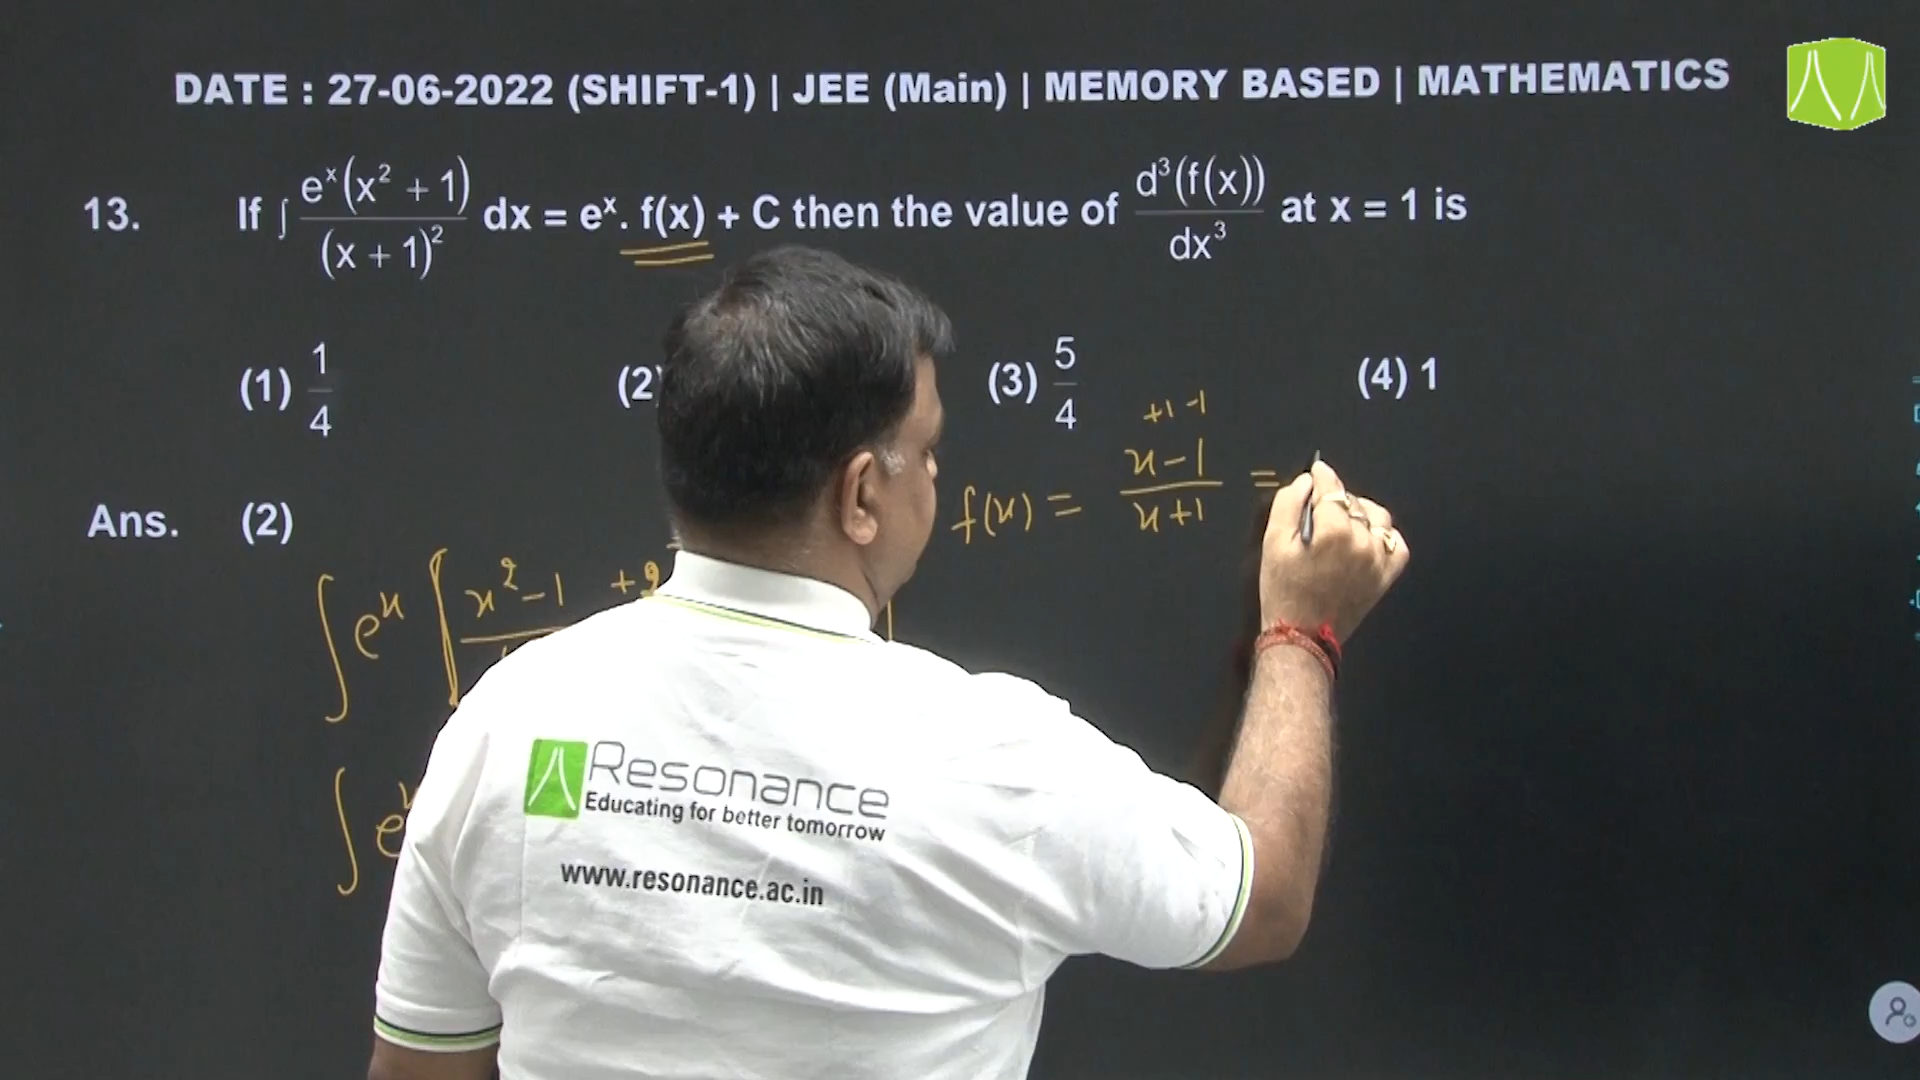 DATE : 27-06-2022 (SHIFT-1) | JEE (Main) | MEMORY BASED | MATHEMATICS
13. If ∫ eˣ(x² + 1) / (x + 1)² dx = eˣ. f(x) + C then the value of d³(f(x)) / dx³ at x = 1 is
(1) 1/4 (2) (3) 5/4 (4) 1
+1 -1
f(x) = x-1 / x+1 =
Ans. (2)
∫ eˣ [ x² -1 +2
∫ e
Resonance
Educating for better tomorrow
www.resonance.ac.in